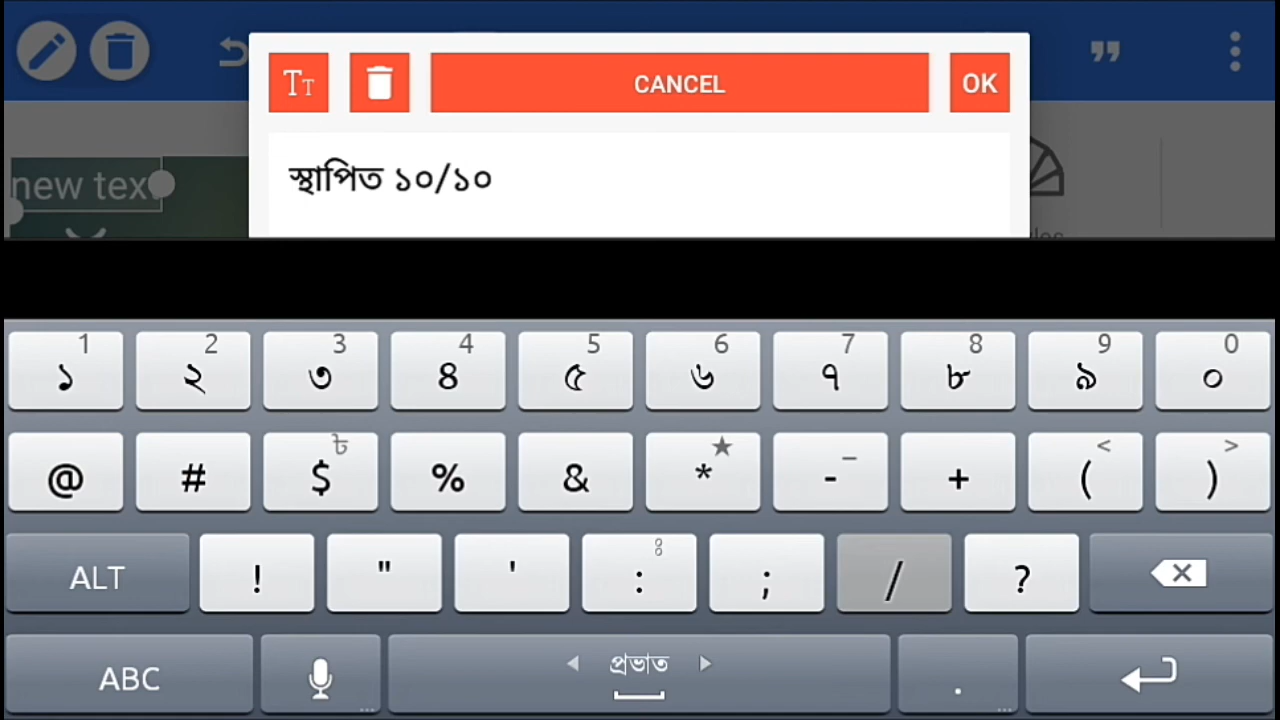 CANCEL
OK
স্থাপিত ১০/১০
new tex
1 2 3 4 5 6 7 8 9 0
১ ২ ৩ ৪ ৫ ৬ ৭ ৮ ৯ ০
৳ ★ _ < >
@ # $ % & * - + ( )
ALT ! " ' : ; / ?
ABC প্রভাত .